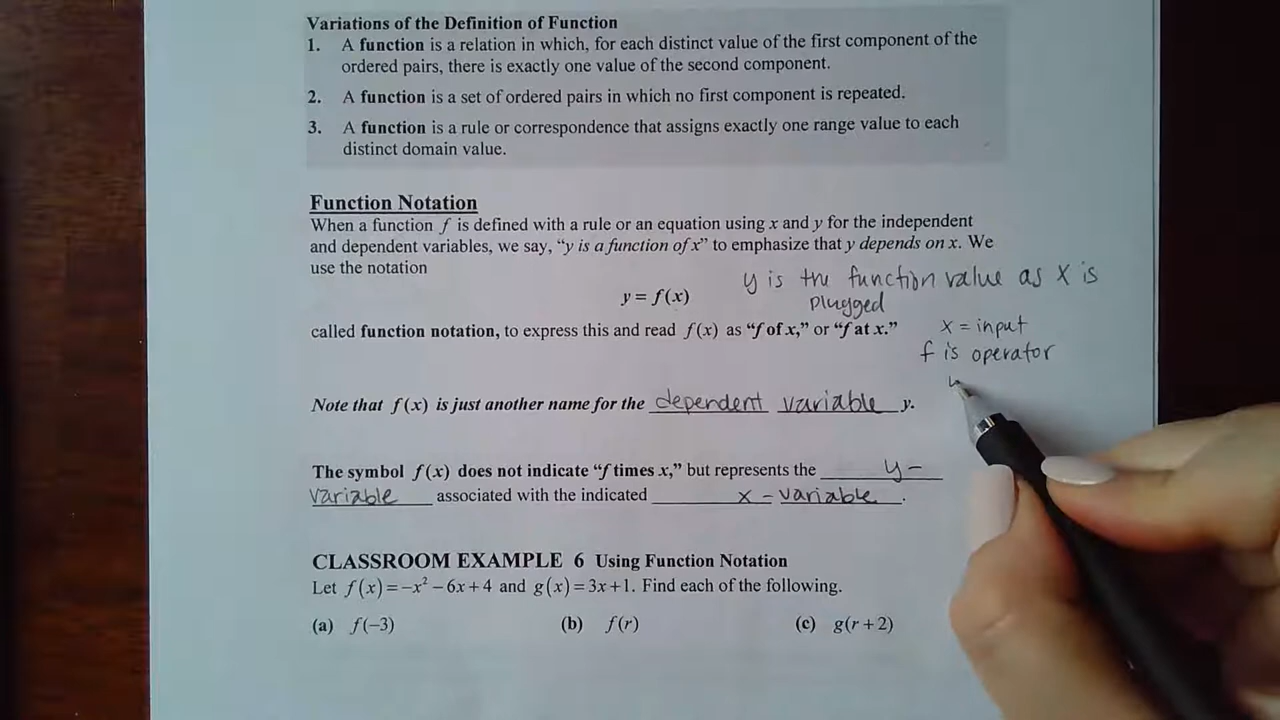 Variations of the Definition of Function
1. A function is a relation in which, for each distinct value of the first component of the
ordered pairs, there is exactly one value of the second component.
2. A function is a set of ordered pairs in which no first component is repeated.
3. A function is a rule or correspondence that assigns exactly one range value to each
distinct domain value.
Function Notation
When a function f is defined with a rule or an equation using x and y for the independent
and dependent variables, we say, “y is a function of x” to emphasize that y depends on x. We
use the notation
y = f(x)
y is the function value as x is
plugged
called function notation, to express this and read f(x) as “f of x,” or “f at x.”
x = input
f is operator
Note that f(x) is just another name for the dependent variable y.
The symbol f(x) does not indicate “f times x,” but represents the y-
variable associated with the indicated x-variable.
CLASSROOM EXAMPLE 6 Using Function Notation
Let f(x)=−x²−6x+4 and g(x)=3x+1. Find each of the following.
(a) f(−3) (b) f(r) (c) g(r+2)